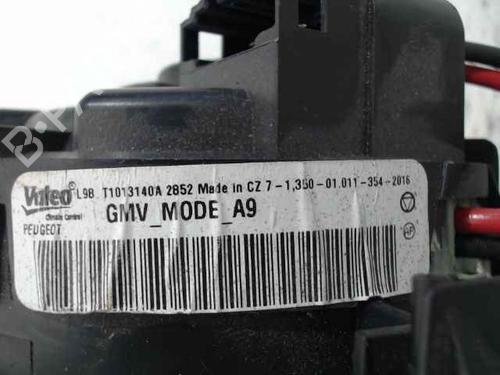 Valeo L98 T1013140A 2852 Made in CZ 7-1,350-01.011-354-2016
Climate Control
PEUGEOT GMV_MODE_A9